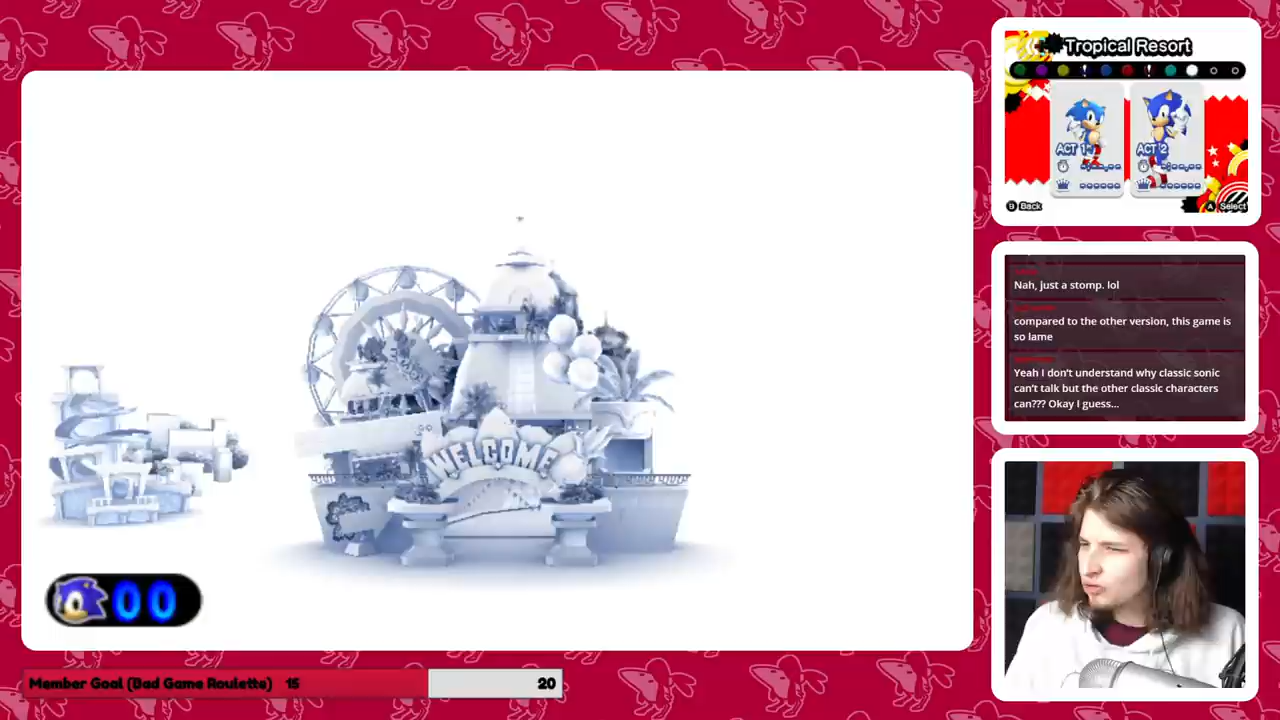 Tropical Resort
ACT 1
ACT 2
B Back
A Select
Nah, just a stomp. lol
compared to the other version, this game is
so lame
Yeah I don't understand why classic sonic
can't talk but the other classic characters
can??? Okay I guess...
WELCOME
00
Member Goal (Bad Game Roulette) 15
20